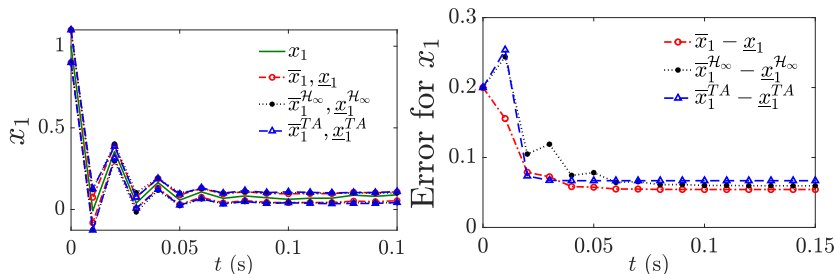 1
0.5
0
x₁
x₁
x̅₁, x̲₁
x̅₁^{H∞}, x̲₁^{H∞}
x̅₁^{TA}, x̲₁^{TA}
0 0.05 0.1 0.1
t (s)
0.3
0.2
0.1
0
Error for x₁
x̅₁ − x̲₁
x̅₁^{H∞} − x̲₁^{H∞}
x̅₁^{TA} − x̲₁^{TA}
0 0.05 0.1 0.15
t (s)